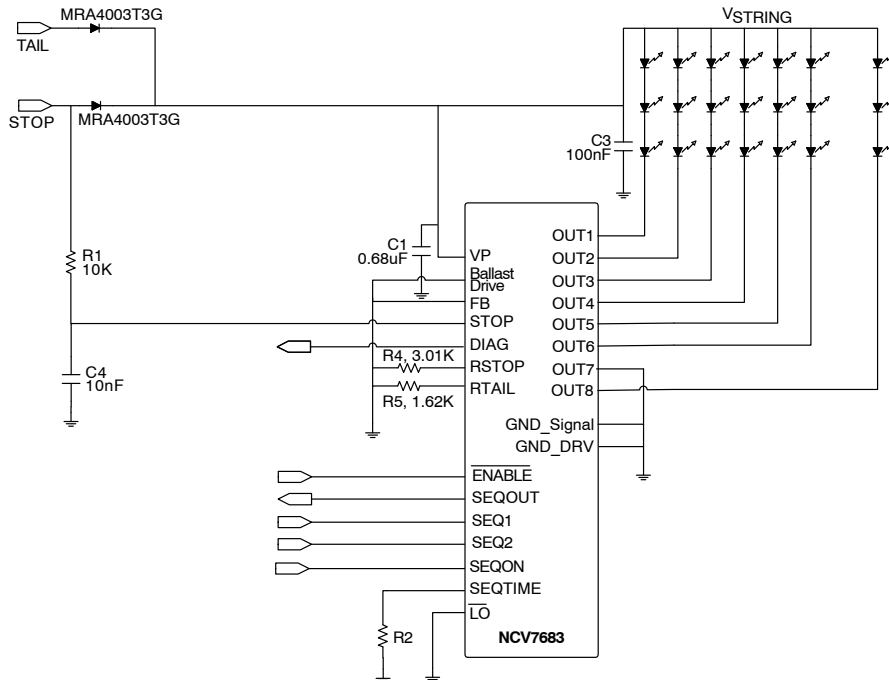 MRA4003T3G
TAIL
VSTRING
STOP
MRA4003T3G
C3
100nF
R1
10K
C1
0.68uF
C4
10nF
VP
Ballast
Drive
FB
STOP
DIAG
R4, 3.01K
RSTOP
RTAIL
R5, 1.62K
ENABLE
SEQOUT
SEQ1
SEQ2
SEQON
SEQTIME
LO
R2
OUT1
OUT2
OUT3
OUT4
OUT5
OUT6
OUT7
OUT8
GND_Signal
GND_DRV
NCV7683